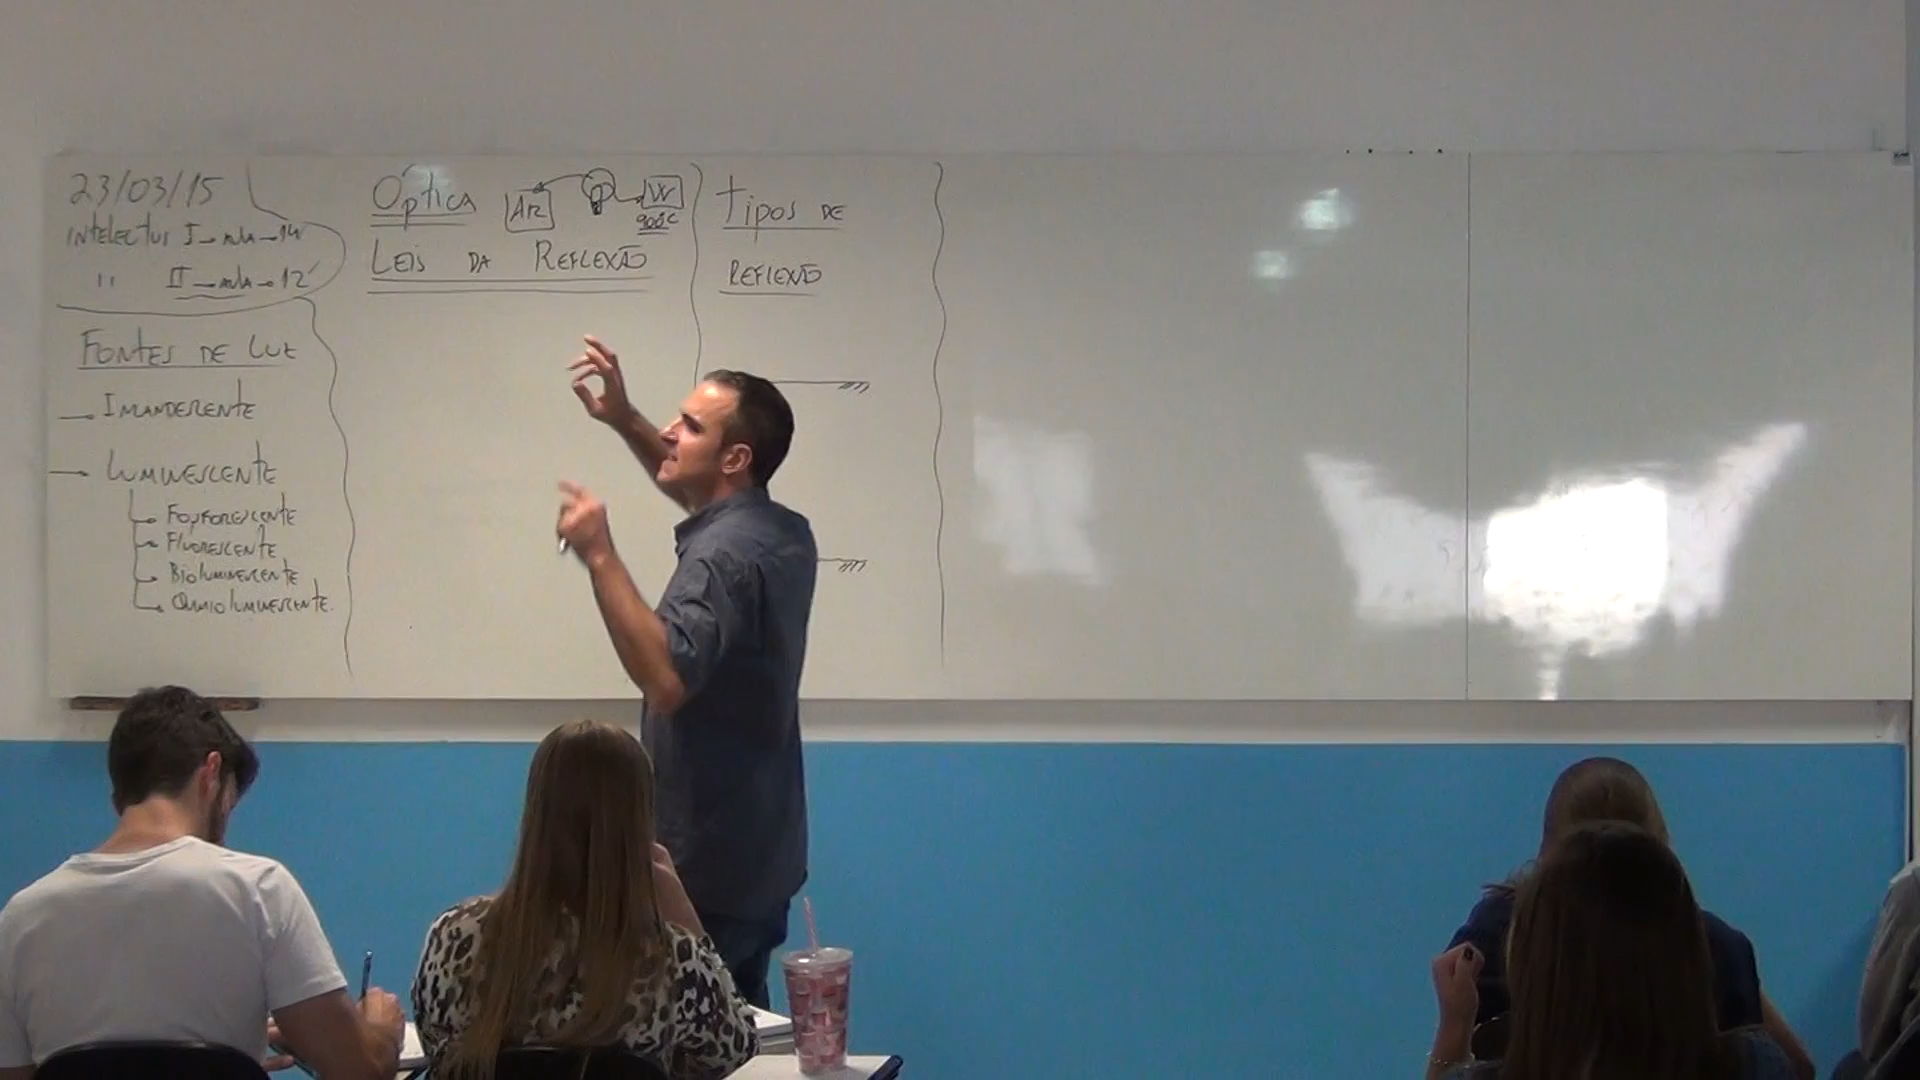 23/03/15
INTELECTUS I → aula → 14
" II → aula → 12
FONTES DE LUZ
INCANDESCENTE
LUMINESCENTE
FOSFORESCENTE
FLUORESCENTE
BIOLUMINESCENTE
QUIMIOLUMINESCENTE.
Óptica
Ar
W
900°C
LEIS DA REFLEXÃO
Tipos DE
REFLEXÃO